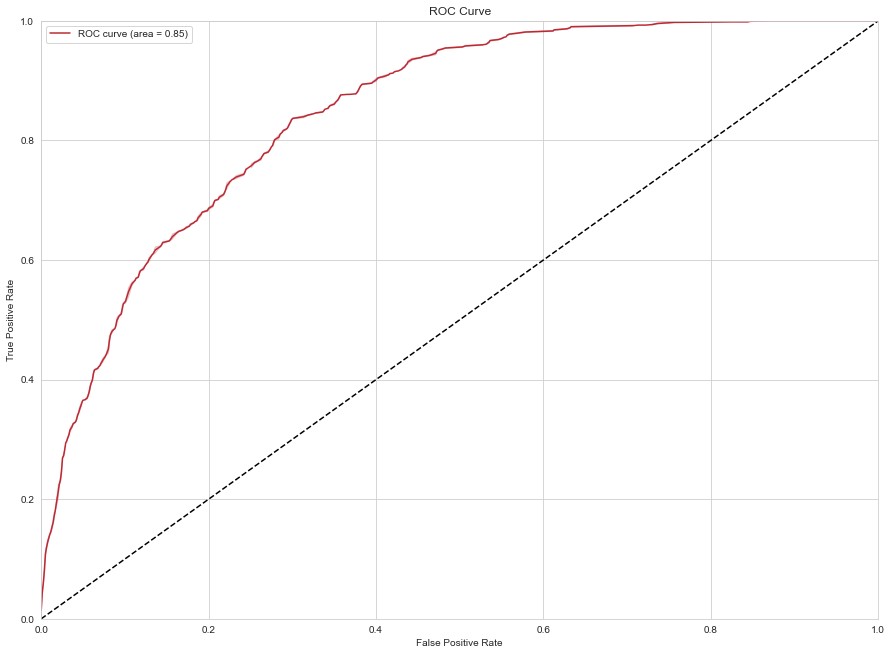 ROC Curve
ROC curve (area = 0.85)
True Positive Rate
1.0
0.8
0.6
0.4
0.2
0.0
0.0 0.2 0.4 0.6 0.8 1.0
False Positive Rate